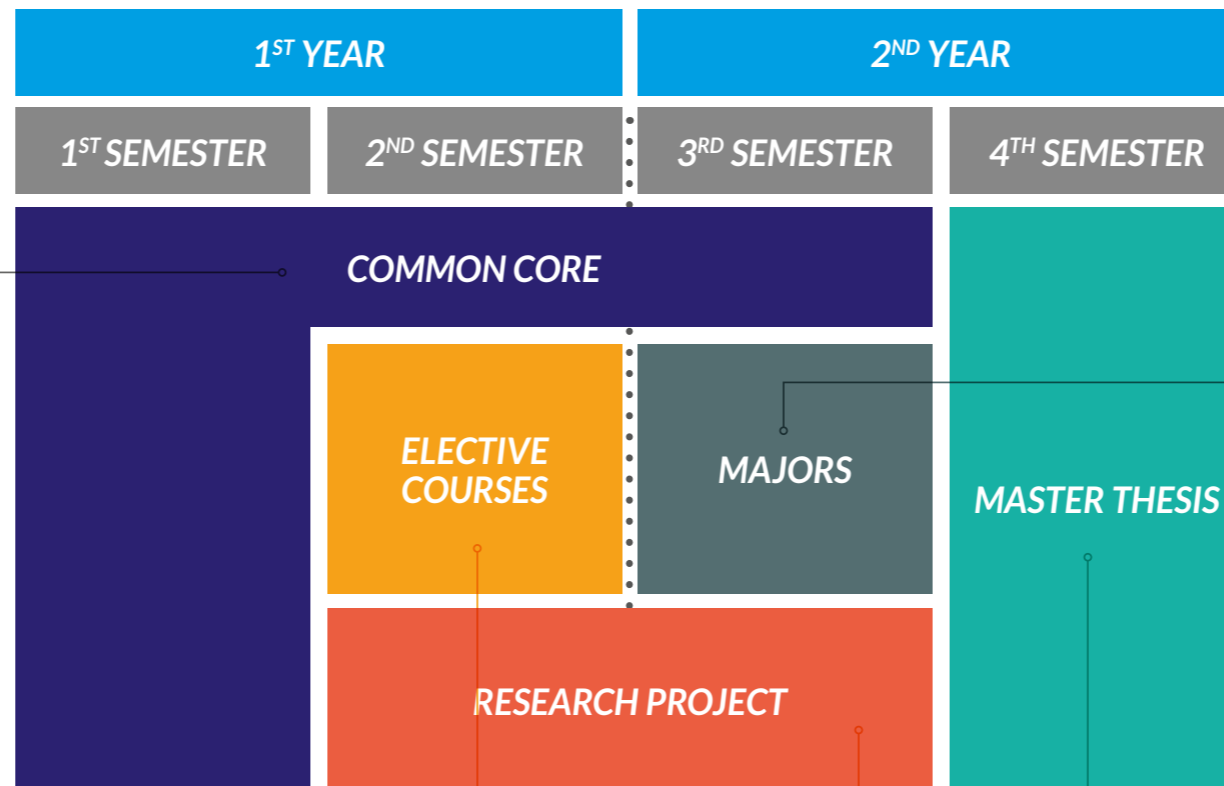 1ST YEAR
2ND YEAR
1ST SEMESTER
2ND SEMESTER
3RD SEMESTER
4TH SEMESTER
COMMON CORE
ELECTIVE
COURSES
MAJORS
MASTER THESIS
RESEARCH PROJECT